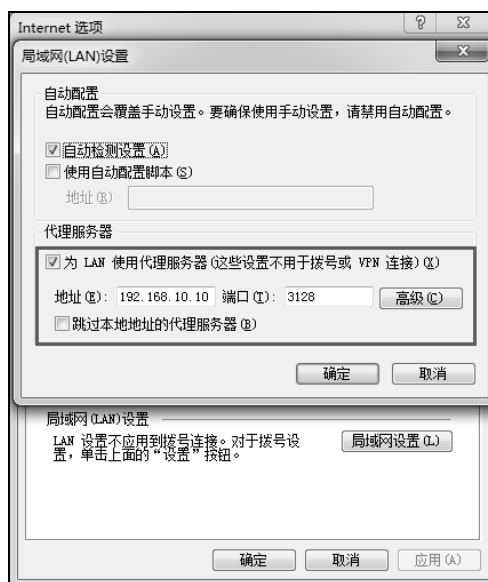 Internet 选项
局域网(LAN)设置
自动配置
自动配置会覆盖手动设置。要确保使用手动设置，请禁用自动配置。
自动检测设置(A)
使用自动配置脚本(S)
地址(R)
代理服务器
为 LAN 使用代理服务器(这些设置不用于拨号或 VPN 连接)(X)
地址(E): 192.168.10.10 端口(T): 3128 高级(C)
跳过本地地址的代理服务器(B)
确定 取消
局域网(LAN)设置
LAN 设置不应用到拨号连接。对于拨号设
置，单击上面的“设置”按钮。
局域网设置(L)
确定 取消 应用(A)